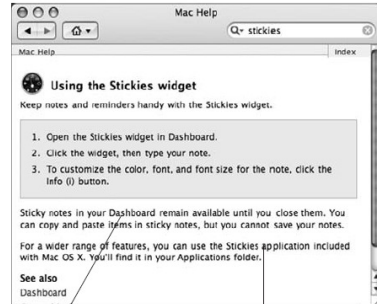 Mac Help
stickies
Mac Help
Index
Using the Stickies widget
Keep notes and reminders handy with the Stickies widget.
1. Open the Stickies widget in Dashboard.
2. Click the widget, then type your note.
3. To customize the color, font, and font size for the note, click the
Info (i) button.
Sticky notes in your Dashboard remain available until you close them. You
can copy and paste items in sticky notes, but you cannot save your notes.
For a wider range of features, you can use the Stickies application included
with Mac OS X. You'll find it in your Applications folder.
See also
Dashboard